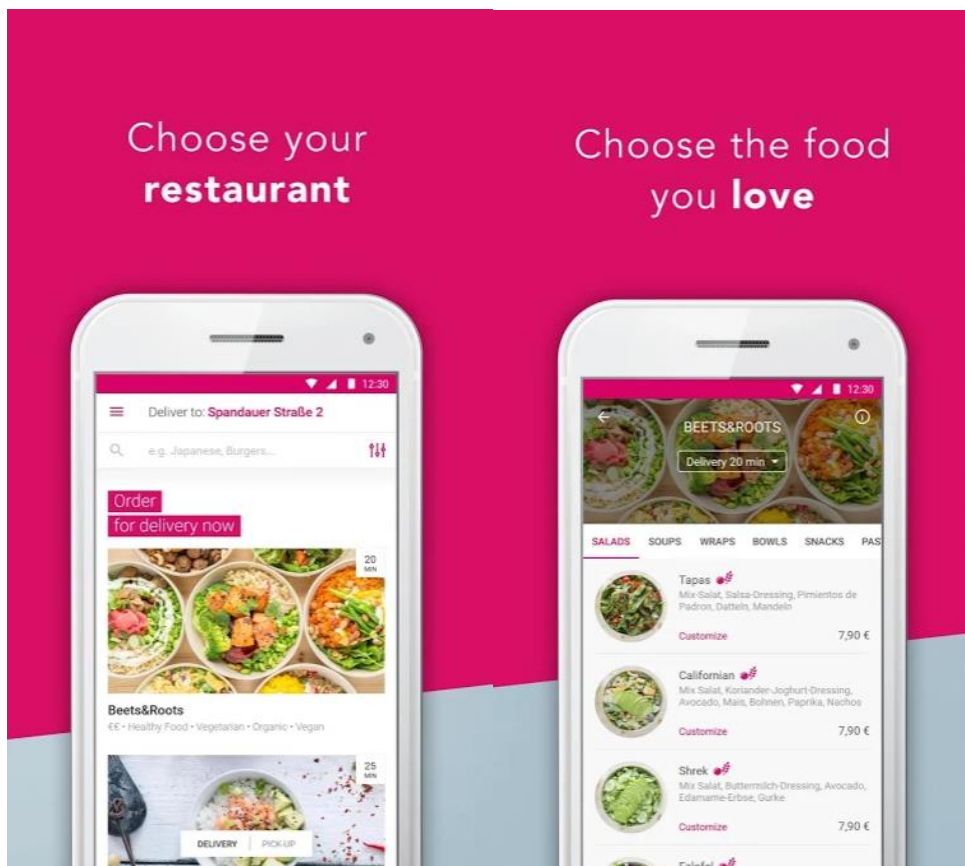 Choose your
restaurant
12:30
Deliver to: Spandauer Straße 2
e.g. Japanese, Burgers...
Order
for delivery now
20
MIN
Beets&Roots
€€ • Healthy Food • Vegetarian • Organic • Vegan
25
MIN
DELIVERY PICK-UP
Choose the food
you love
12:30
BEETS&ROOTS
Delivery 20 min
SALADS SOUPS WRAPS BOWLS SNACKS PAS
Tapas
Mix-Salat, Salsa-Dressing, Pimientos de
Padron, Datteln, Mandeln
Customize 7,90 €
Californian
Mix Salat, Koriander-Joghurt-Dressing,
Avocado, Mais, Bohnen, Paprika, Nachos
Customize 7,90 €
Shrek
Mix Salat, Buttermilch-Dressing, Avocado,
Edamame-Erbse, Gurke
Customize 7,90 €